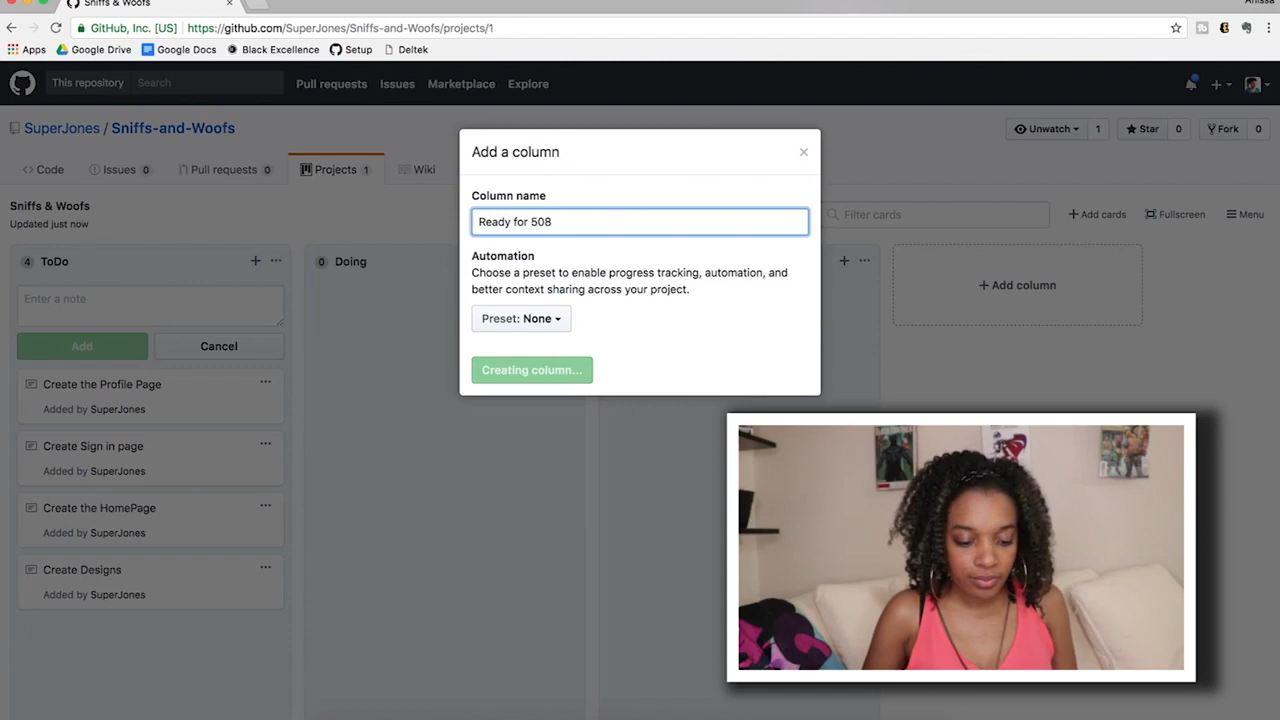 Sniffs & Woofs
Anissa
GitHub, Inc. [US] https://github.com/SuperJones/Sniffs-and-Woofs/projects/1
Apps Google Drive Google Docs Black Excellence Setup Deltek
This repository Search Pull requests Issues Marketplace Explore
SuperJones / Sniffs-and-Woofs Unwatch 1 Star 0 Fork 0
Code Issues 0 Pull requests 0 Projects 1 Wiki
Sniffs & Woofs
Updated just now
Filter cards Add cards Fullscreen Menu
4 ToDo
0 Doing
Add column
Enter a note
Add Cancel
Create the Profile Page
Added by SuperJones
Create Sign in page
Added by SuperJones
Create the HomePage
Added by SuperJones
Create Designs
Added by SuperJones
Add a column
Column name
Ready for 508
Automation
Choose a preset to enable progress tracking, automation, and
better context sharing across your project.
Preset: None
Creating column...